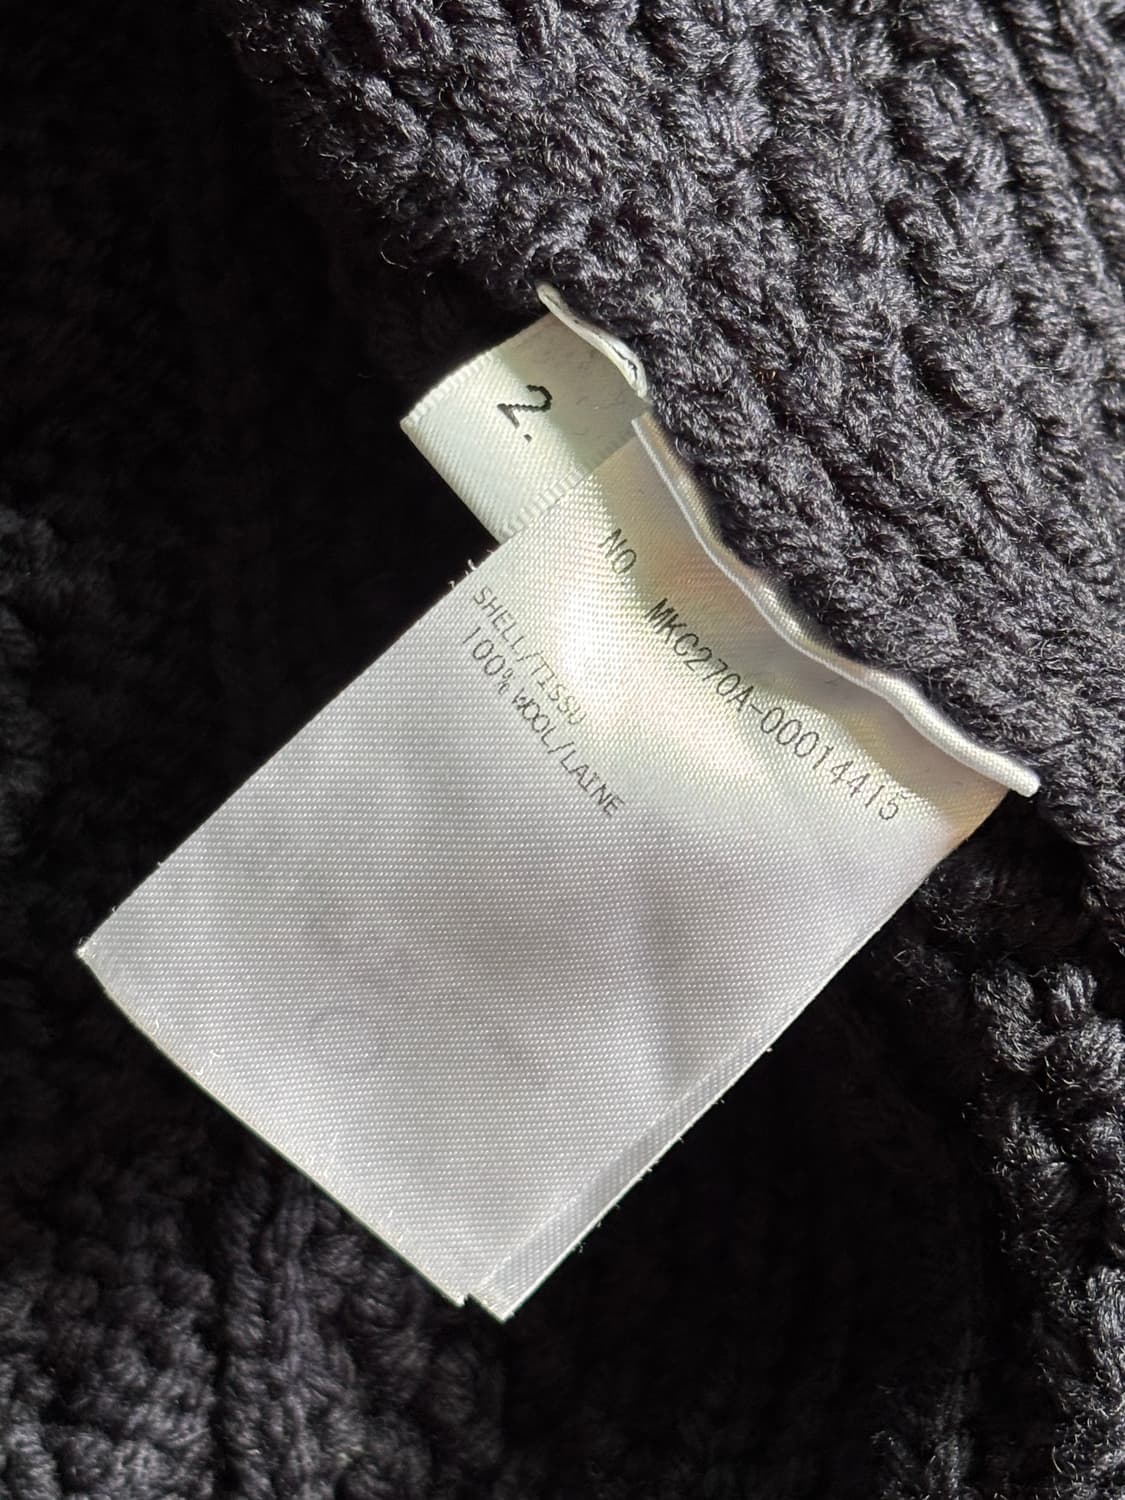 2.
NO MKC270A-00014415
SHELL/TISSU
100% WOOL/LAINE